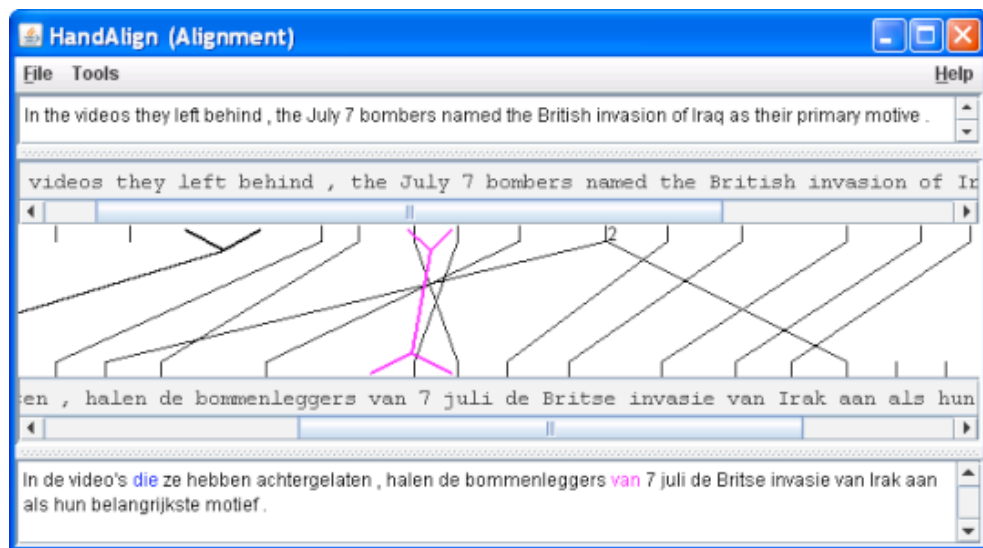 HandAlign (Alignment)
File Tools Help
In the videos they left behind , the July 7 bombers named the British invasion of Iraq as their primary motive .
videos they left behind , the July 7 bombers named the British invasion of Ir
2
en , halen de bommenleggers van 7 juli de Britse invasie van Irak aan als hun
In de video's die ze hebben achtergelaten , halen de bommenleggers van 7 juli de Britse invasie van Irak aan
als hun belangrijkste motief .